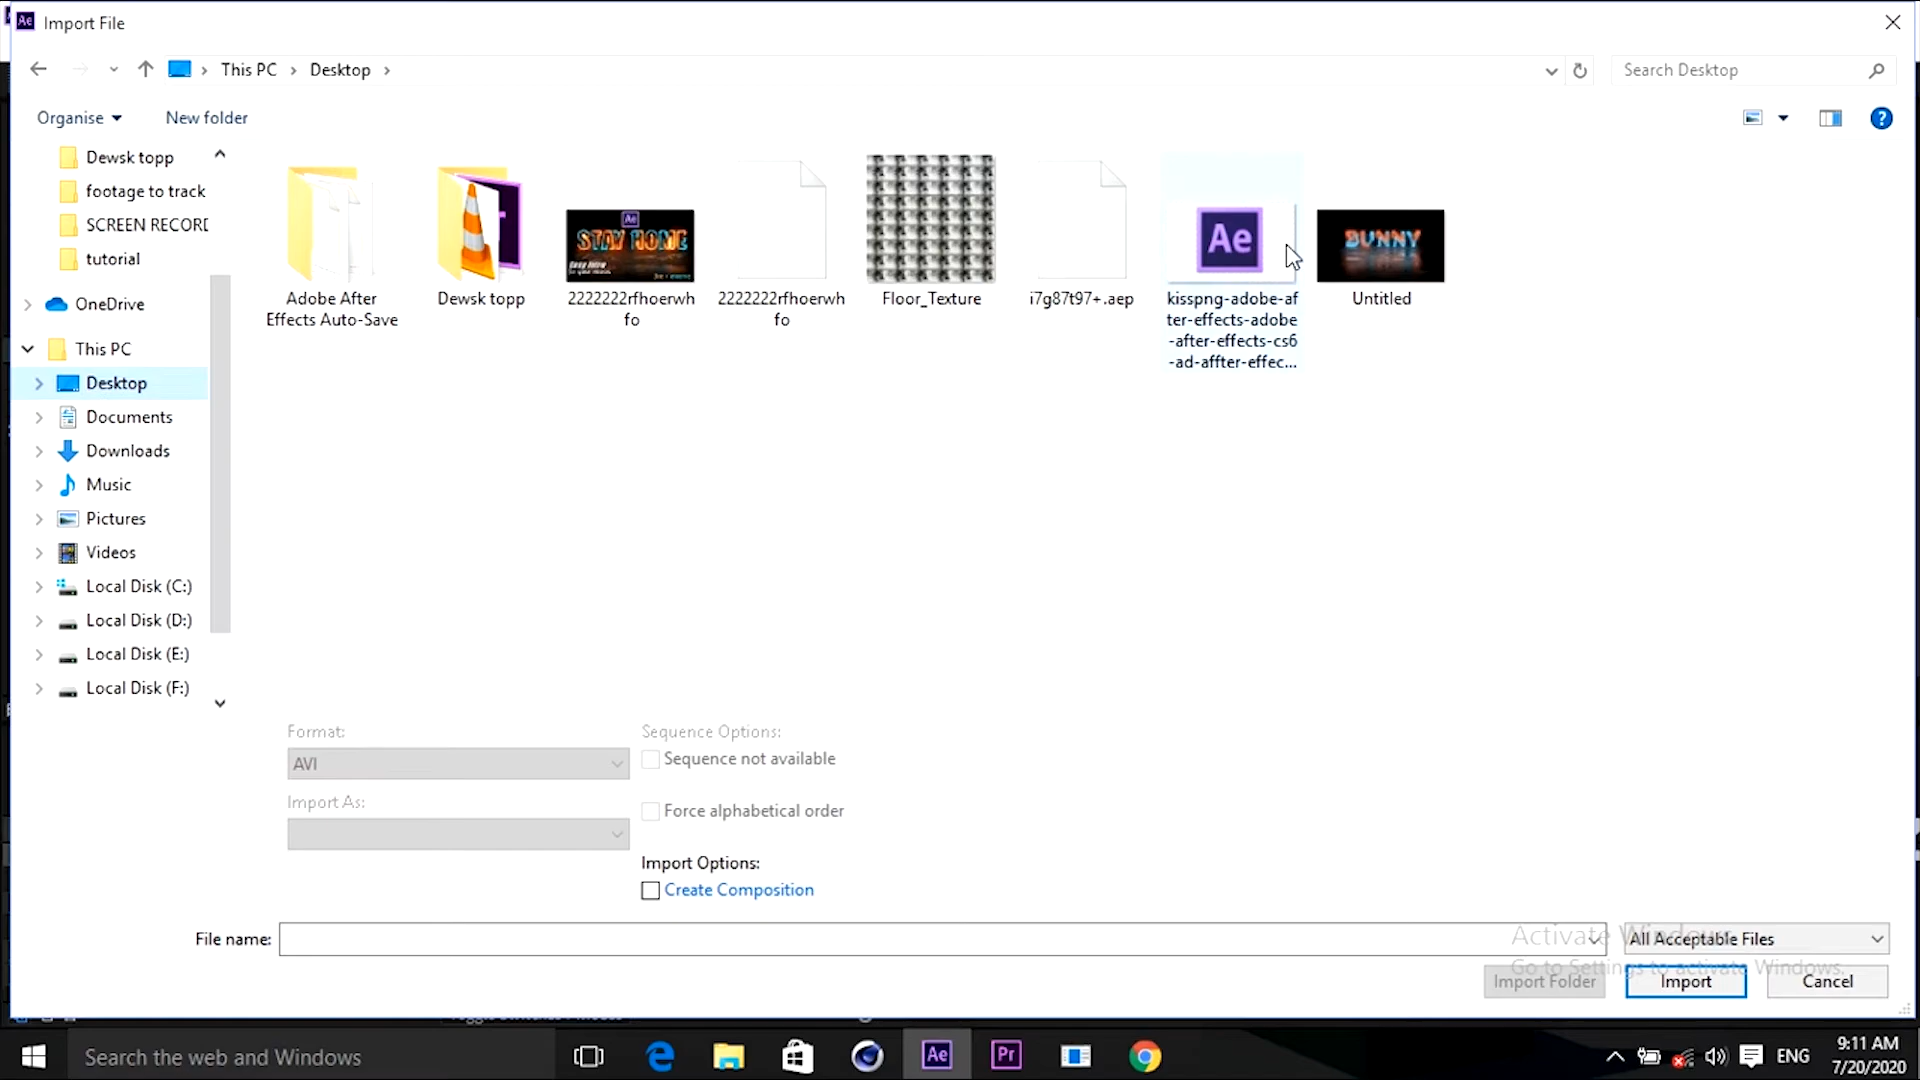 Ae Import File
This PC
Desktop
Search Desktop
Organise
New folder
Dewsk topp
footage to track
SCREEN RECORD
tutorial
OneDrive
This PC
Desktop
Documents
Downloads
Music
Pictures
Videos
Local Disk (C:)
Local Disk (D:)
Local Disk (E:)
Local Disk (F:)
Adobe After
Effects Auto-Save
Dewsk topp
Ae
STAY HOME
2222222rfhoerwh
fo
2222222rfhoerwh
fo
Floor_Texture
i7g87t97+.aep
Ae
kisspng-adobe-af
ter-effects-adobe
-after-effects-cs6
-ad-affter-effec...
BUNNY
Untitled
Format:
AVI
Import As:
Sequence Options:
Sequence not available
Force alphabetical order
Import Options:
Create Composition
File name:
All Acceptable Files
Activate Windows
Go to Settings to activate Windows.
Import Folder
Import
Cancel
Search the web and Windows
Ae
Pr
ENG
9:11 AM
7/20/2020